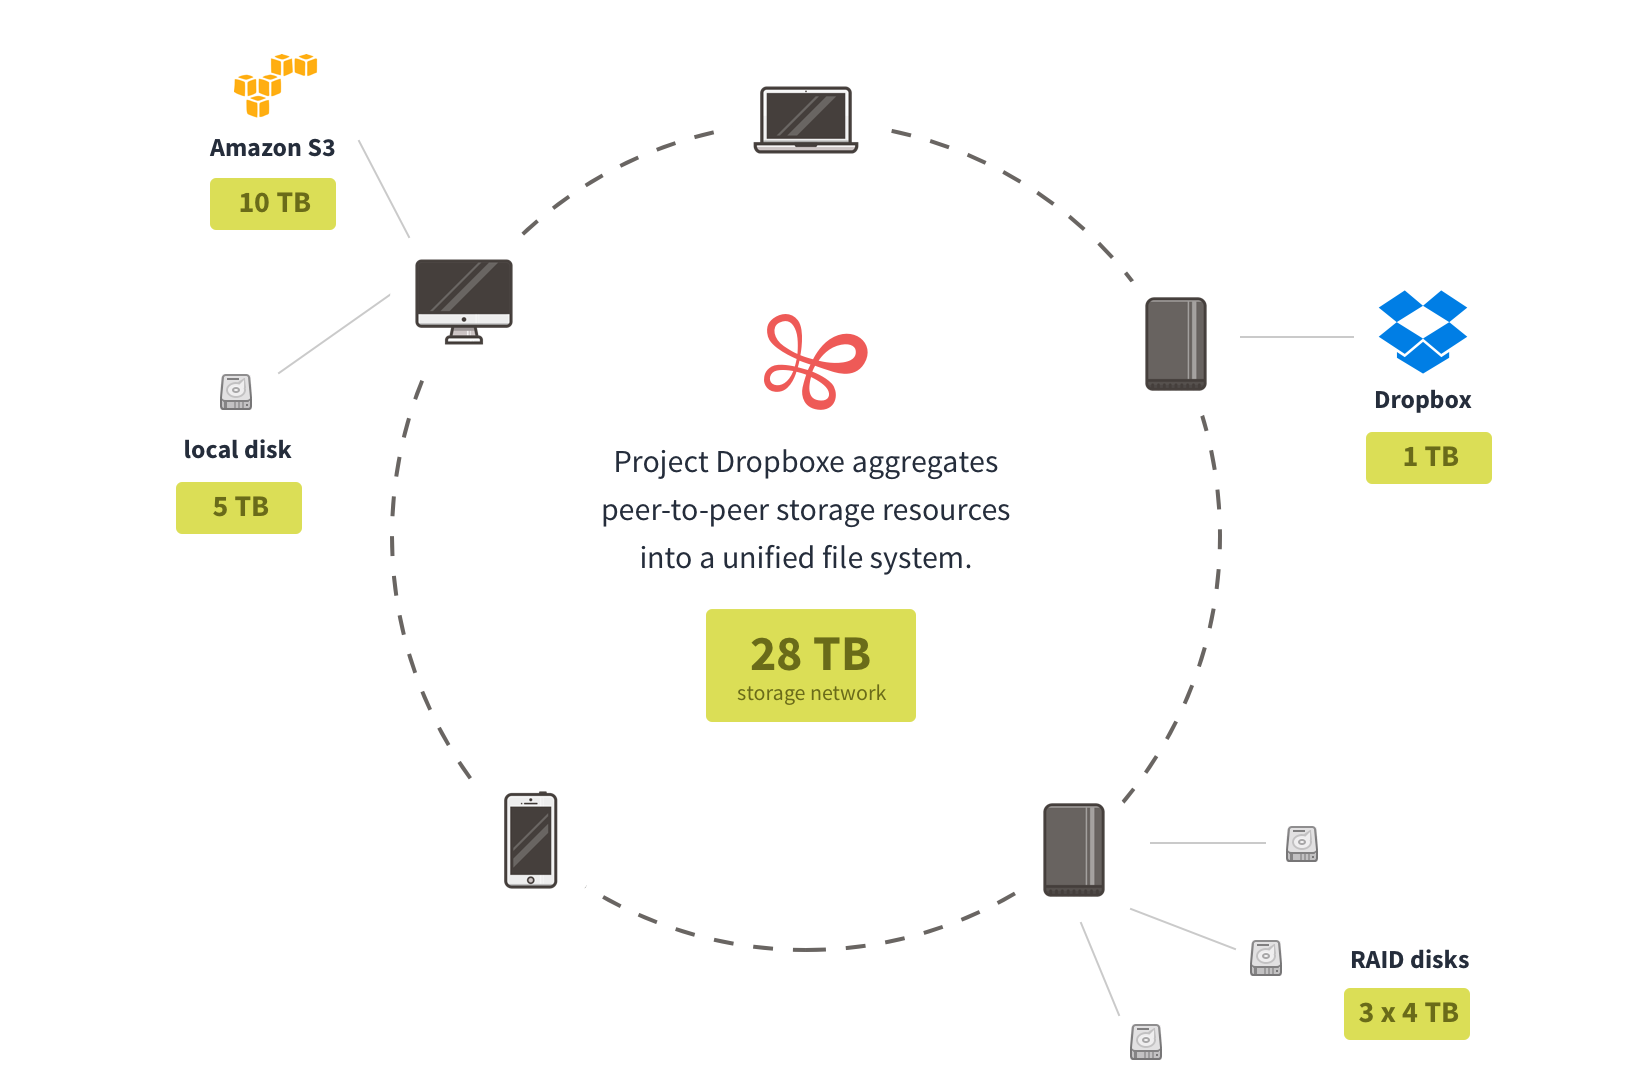 Amazon S3
10 TB
local disk
5 TB
Project Dropboxe aggregates
peer-to-peer storage resources
into a unified file system.
28 TB
storage network
Dropbox
1 TB
RAID disks
3 x 4 TB